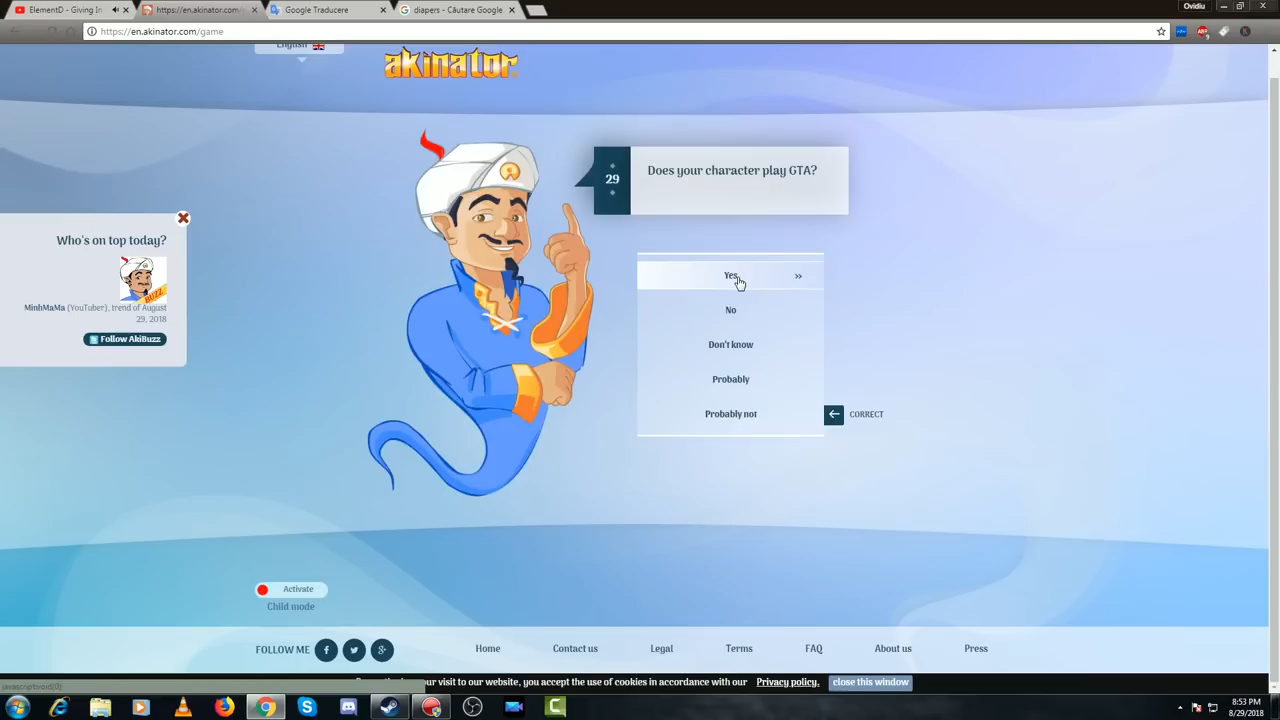 ElementD - Giving In
https://en.akinator.com/
Google Traducere
diapers - Căutare Google
Ovidiu
https://en.akinator.com/game
English
akinator
29
Does your character play GTA?
Who's on top today?
BUZZ
MinhMaMa (YouTuber), trend of August
29, 2018
Follow AkiBuzz
Yes
No
Don't know
Probably
Probably not
CORRECT
Activate
Child mode
FOLLOW ME
Home
Contact us
Legal
Terms
FAQ
About us
Press
our visit to our website, you accept the use of cookies in accordance with our Privacy policy. close this window
javascript:void(0)
8:53 PM
8/29/2018